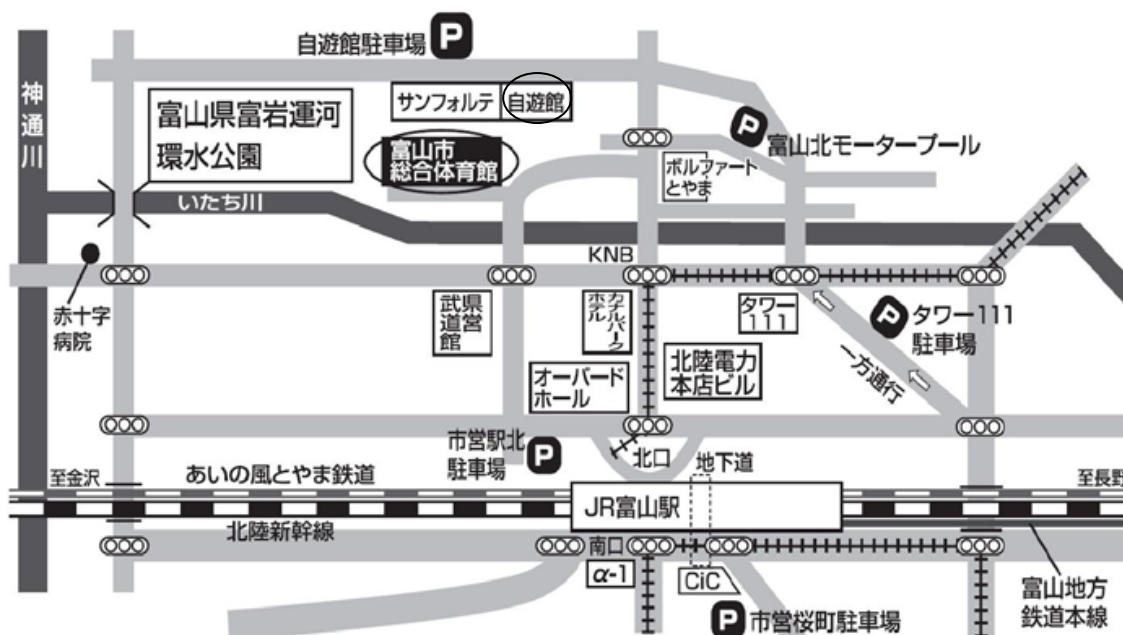 自遊館駐車場 P
神通川
サンフォルテ 自遊館
富山県富岩運河
環水公園
富山市
総合体育館
P 富山北モータープール
ボルファート
とやま
いたち川
KNB
赤十字
病院
県営
武道館
カナルパーク
ホテル
タワー
111
P タワー111
駐車場
オーバード
ホール
北陸電力
本店ビル
一方通行
市営駅北
駐車場
P
北口
地下道
至金沢
あいの風とやま鉄道
至長野
JR富山駅
北陸新幹線
南口
α-1
CiC
富山地方
鉄道本線
P 市営桜町駐車場